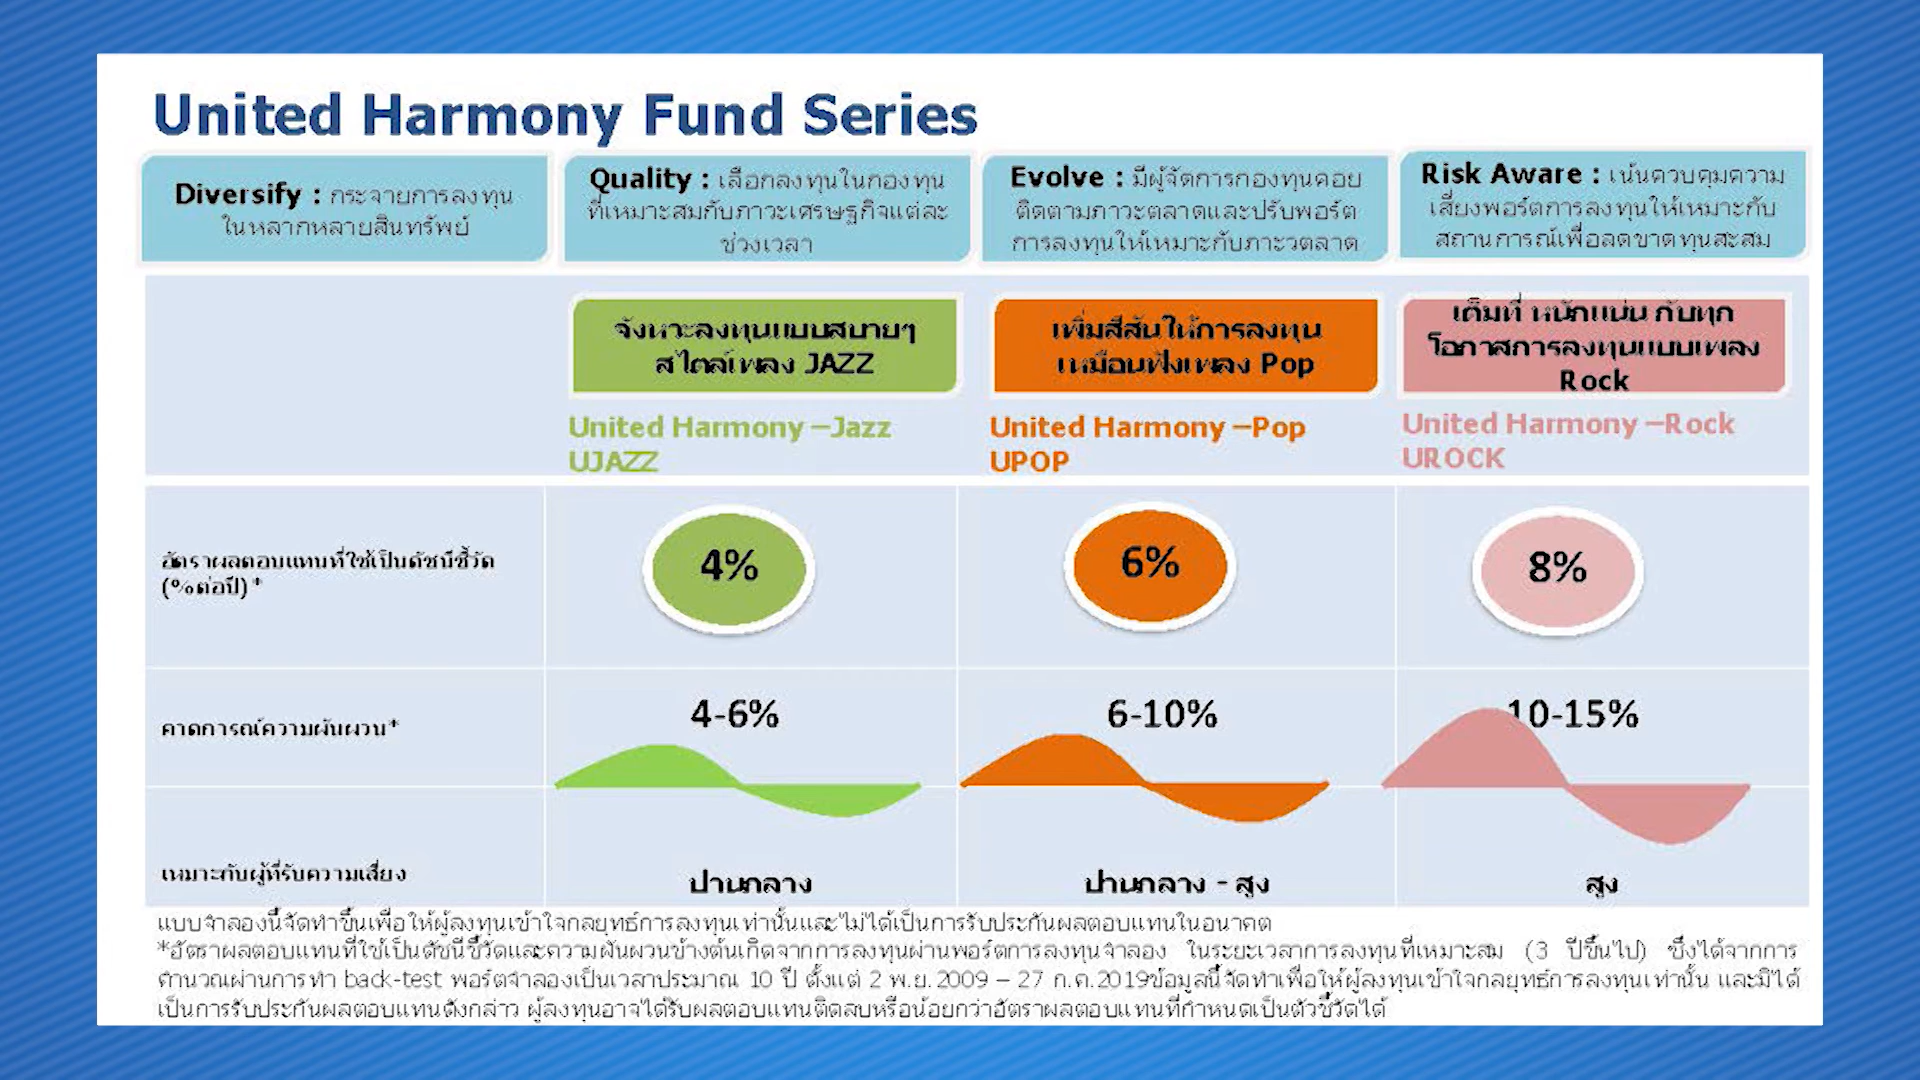 United Harmony Fund Series
Diversify : กระจายการลงทุน
ในหลากหลายสินทรัพย์
Quality : เลือกลงทุนในกองทุน
ที่เหมาะสมกับภาวะเศรษฐกิจแต่ละ
ช่วงเวลา
Evolve : มีผู้จัดการกองทุนคอย
ติดตามภาวะตลาดและปรับพอร์ต
การลงทุนให้เหมาะกับภาะวตลาด
Risk Aware : เน้นควบคุมความ
เสี่ยงพอร์ตการลงทุนให้เหมาะกับ
สถานการณ์เพื่อลดขาดทุนสะสม
จังหวะลงทุนแบบสบายๆ
สไตล์เพลง JAZZ
เพิ่มสีสันให้การลงทุน
เหมือนฟังเพลง Pop
เต็มที่ หนักแน่น กับทุก
โอกาสการลงทุนแบบเพลง
Rock
United Harmony –Jazz
UJAZZ
United Harmony –Pop
UPOP
United Harmony –Rock
UROCK
อัตราผลตอบแทนที่ใช้เป็นดัชนีชี้วัด
(%ต่อปี)*
4%
6%
8%
คาดการณ์ความผันผวน*
4-6%
6-10%
10-15%
เหมาะกับผู้ที่รับความเสี่ยง
ปานกลาง
ปานกลาง - สูง
สูง
แบบจำลองนี้จัดทำขึ้นเพื่อให้ผู้ลงทุนเข้าใจกลยุทธ์การลงทุนเท่านั้นและไม่ได้เป็นการรับประกันผลตอบแทนในอนาคต
*อัตราผลตอบแทนที่ใช้เป็นดัชนีชี้วัดและความผันผวนข้างต้นเกิดจากการลงทุนผ่านพอร์ตการลงทุนจำลอง ในระยะเวลาการลงทุนที่เหมาะสม (3 ปีขึ้นไป) ซึ่งได้จากการ
คำนวณผ่านการทำ back-test พอร์ตจำลองเป็นเวลาประมาณ 10 ปี ตั้งแต่ 2 พ.ย.2009 – 27 ก.ค.2019ข้อมูลนี้จัดทำเพื่อให้ผู้ลงทุนเข้าใจกลยุทธ์การลงทุนเท่านั้น และมิได้
เป็นการรับประกันผลตอบแทนดังกล่าว ผู้ลงทุนอาจได้รับผลตอบแทนติดลบหรือน้อยกว่าอัตราผลตอบแทนที่กำหนดเป็นตัวชี้วัดได้